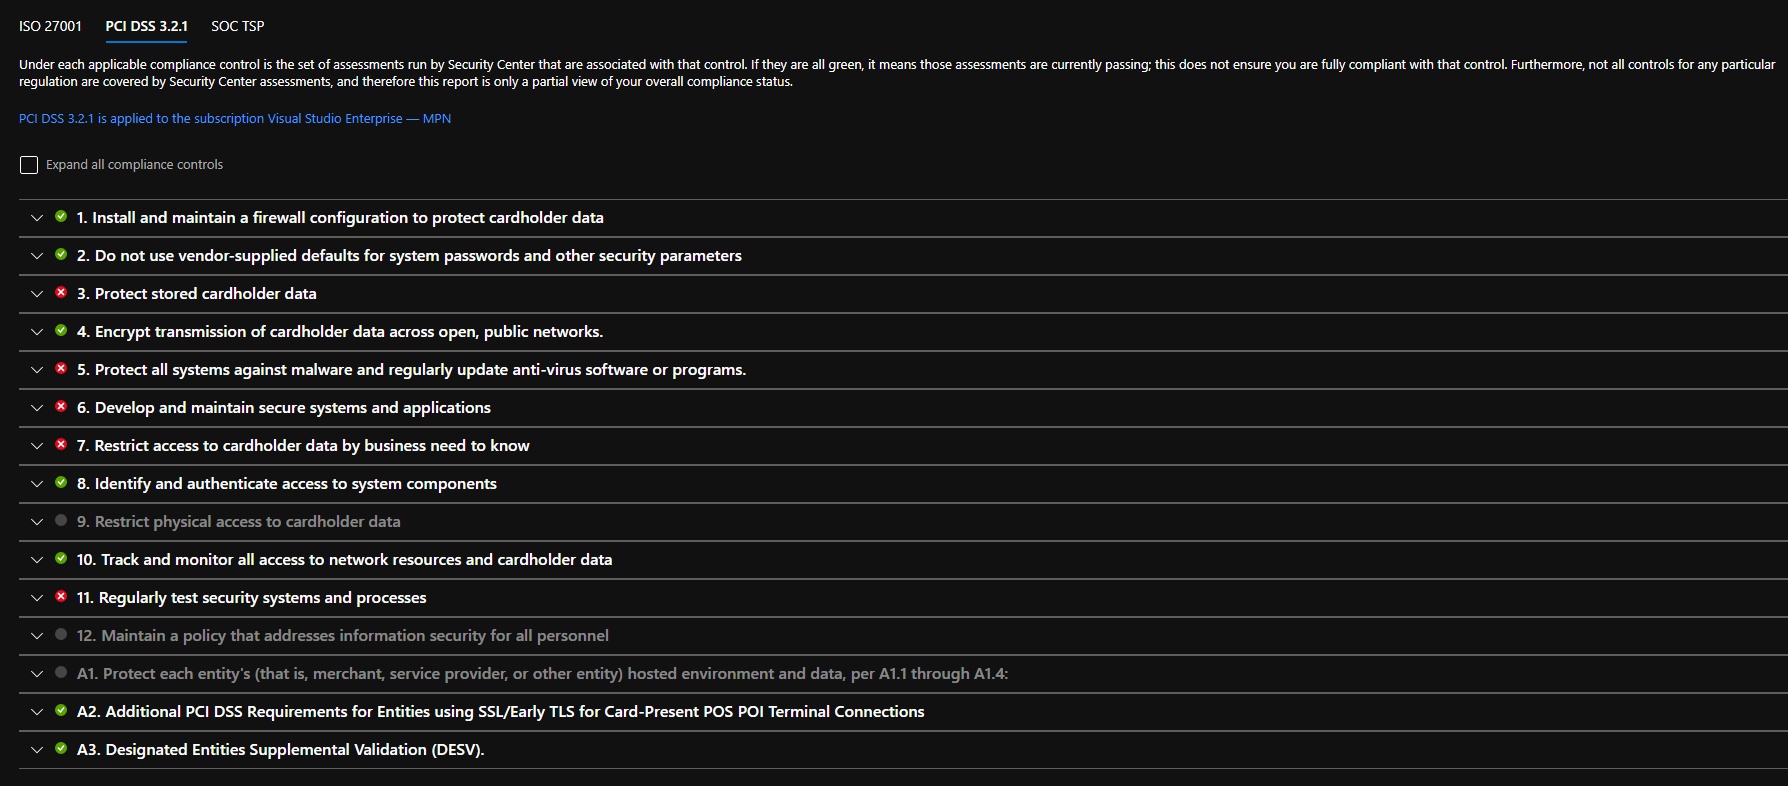 ISO 27001 PCI DSS 3.2.1 SOC TSP
Under each applicable compliance control is the set of assessments run by Security Center that are associated with that control. If they are all green, it means those assessments are currently passing; this does not ensure you are fully compliant with that control. Furthermore, not all controls for any particular
regulation are covered by Security Center assessments, and therefore this report is only a partial view of your overall compliance status.
PCI DSS 3.2.1 is applied to the subscription Visual Studio Enterprise — MPN
Expand all compliance controls
1. Install and maintain a firewall configuration to protect cardholder data
2. Do not use vendor-supplied defaults for system passwords and other security parameters
3. Protect stored cardholder data
4. Encrypt transmission of cardholder data across open, public networks.
5. Protect all systems against malware and regularly update anti-virus software or programs.
6. Develop and maintain secure systems and applications
7. Restrict access to cardholder data by business need to know
8. Identify and authenticate access to system components
9. Restrict physical access to cardholder data
10. Track and monitor all access to network resources and cardholder data
11. Regularly test security systems and processes
12. Maintain a policy that addresses information security for all personnel
A1. Protect each entity's (that is, merchant, service provider, or other entity) hosted environment and data, per A1.1 through A1.4:
A2. Additional PCI DSS Requirements for Entities using SSL/Early TLS for Card-Present POS POI Terminal Connections
A3. Designated Entities Supplemental Validation (DESV).